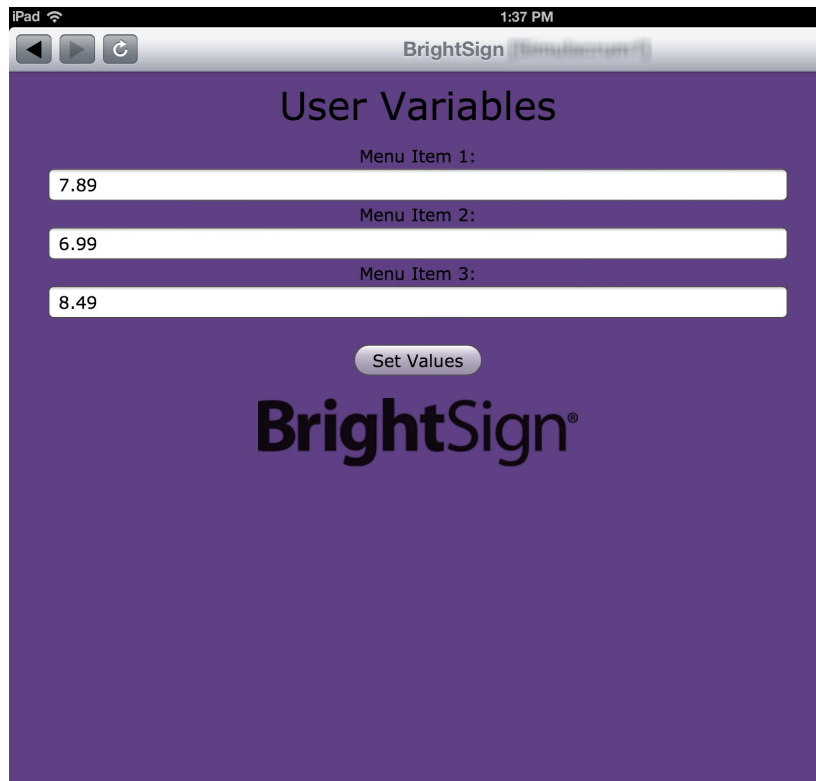 iPad 1:37 PM
BrightSign
User Variables
Menu Item 1:
7.89
Menu Item 2:
6.99
Menu Item 3:
8.49
Set Values
BrightSign®